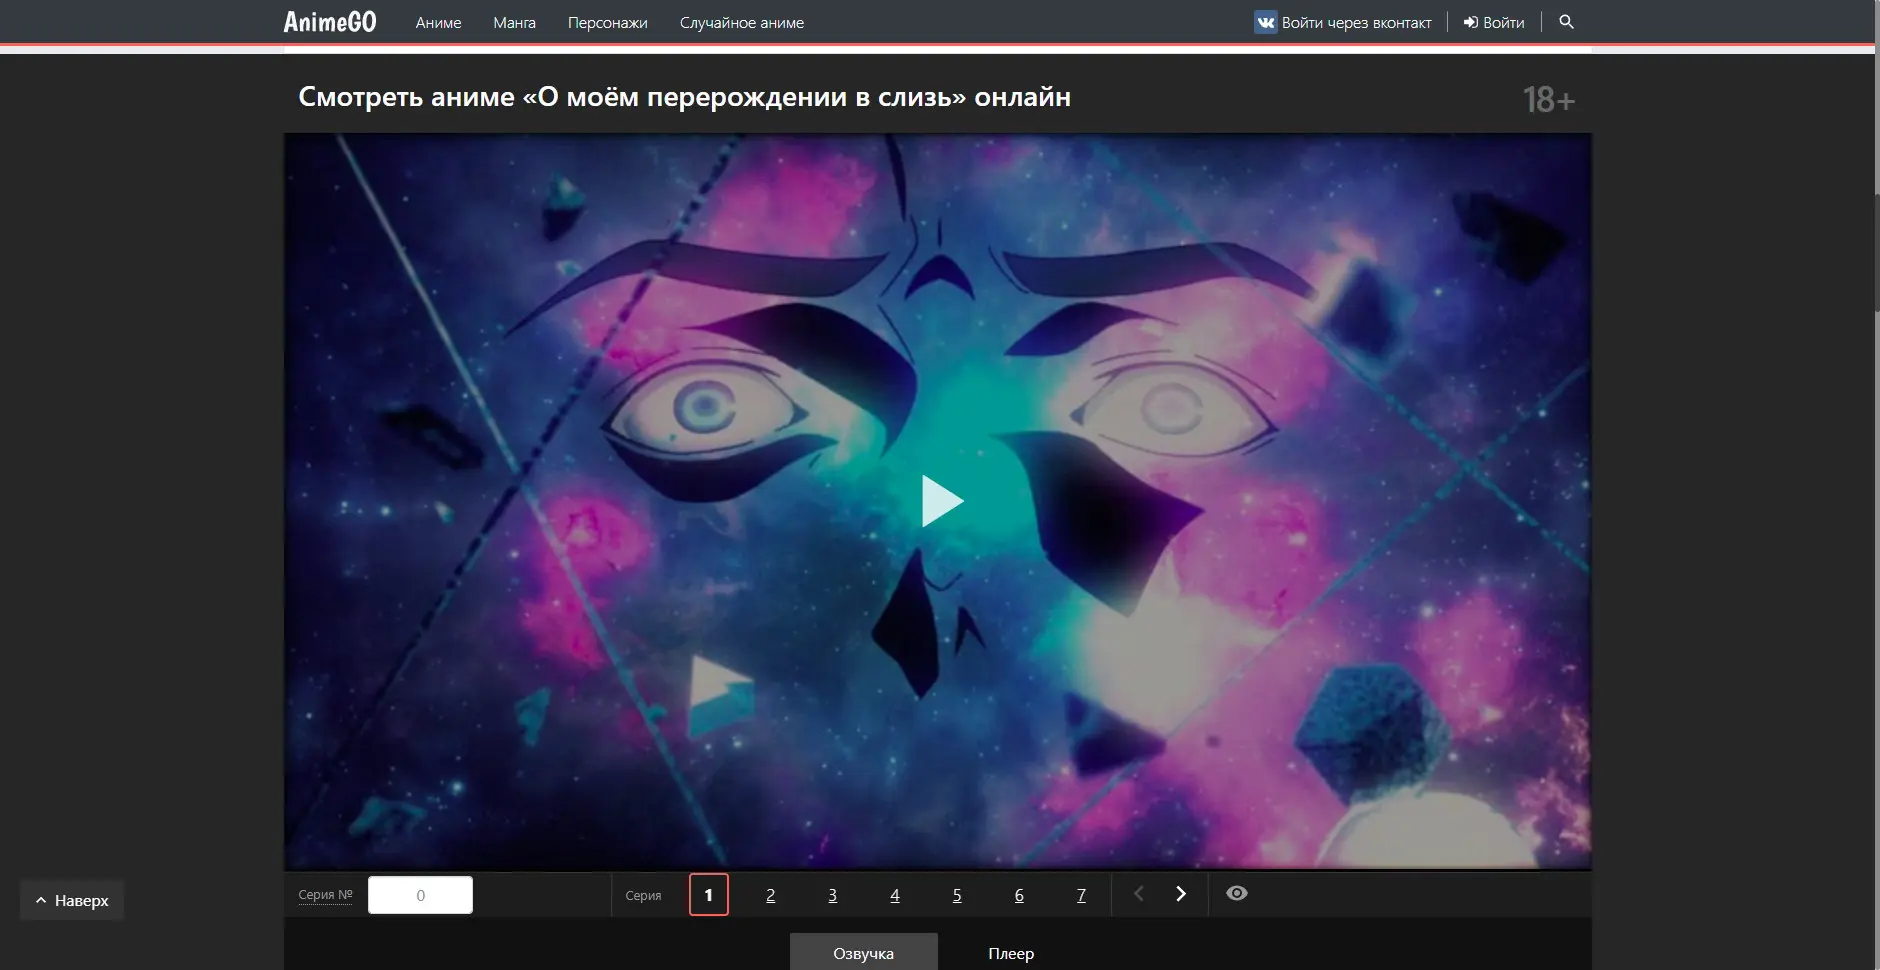 AnimeGO Аниме Манга Персонажи Случайное аниме Войти через вконтакт Войти
Смотреть аниме «О моём перерождении в слизь» онлайн 18+
Наверх
Серия № 0 Серия 1 2 3 4 5 6 7
Озвучка Плеер